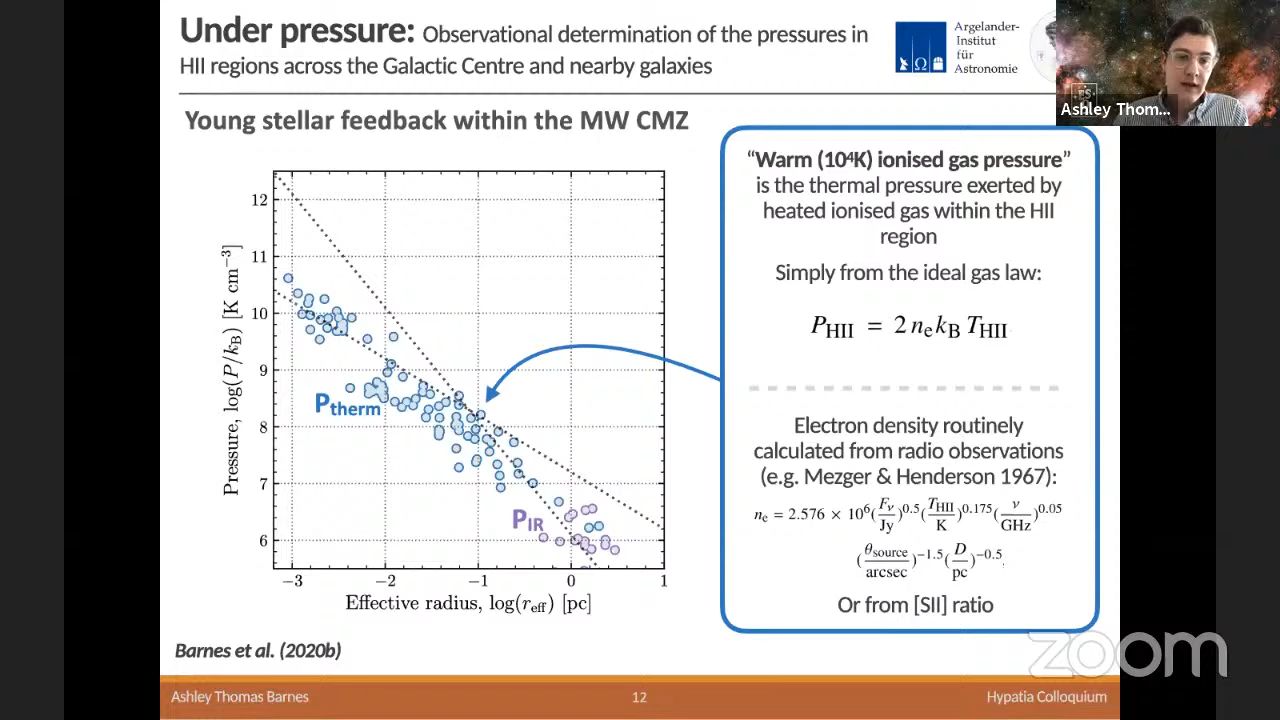 Under pressure: Observational determination of the pressures in
HII regions across the Galactic Centre and nearby galaxies
Argelander-
Institut
für
Astronomie
Ashley Thom...
Young stellar feedback within the MW CMZ
12
11
10
9
8
7
6
Pressure, log(P/k_B) [K cm⁻³]
P_therm
P_IR
−3
−2
−1
0
1
Effective radius, log(r_eff) [pc]
“Warm (10⁴K) ionised gas pressure”
is the thermal pressure exerted by
heated ionised gas within the HII
region
Simply from the ideal gas law:
P_HII = 2 n_e k_B T_HII
Electron density routinely
calculated from radio observations
(e.g. Mezger & Henderson 1967):
n_e = 2.576 × 10⁶(F_ν/Jy)^0.5(T_HII/K)^0.175(ν/GHz)^0.05
(θ_source/arcsec)^−1.5(D/pc)^−0.5
Or from [SII] ratio
Barnes et al. (2020b)
zoom
Ashley Thomas Barnes
12
Hypatia Colloquium